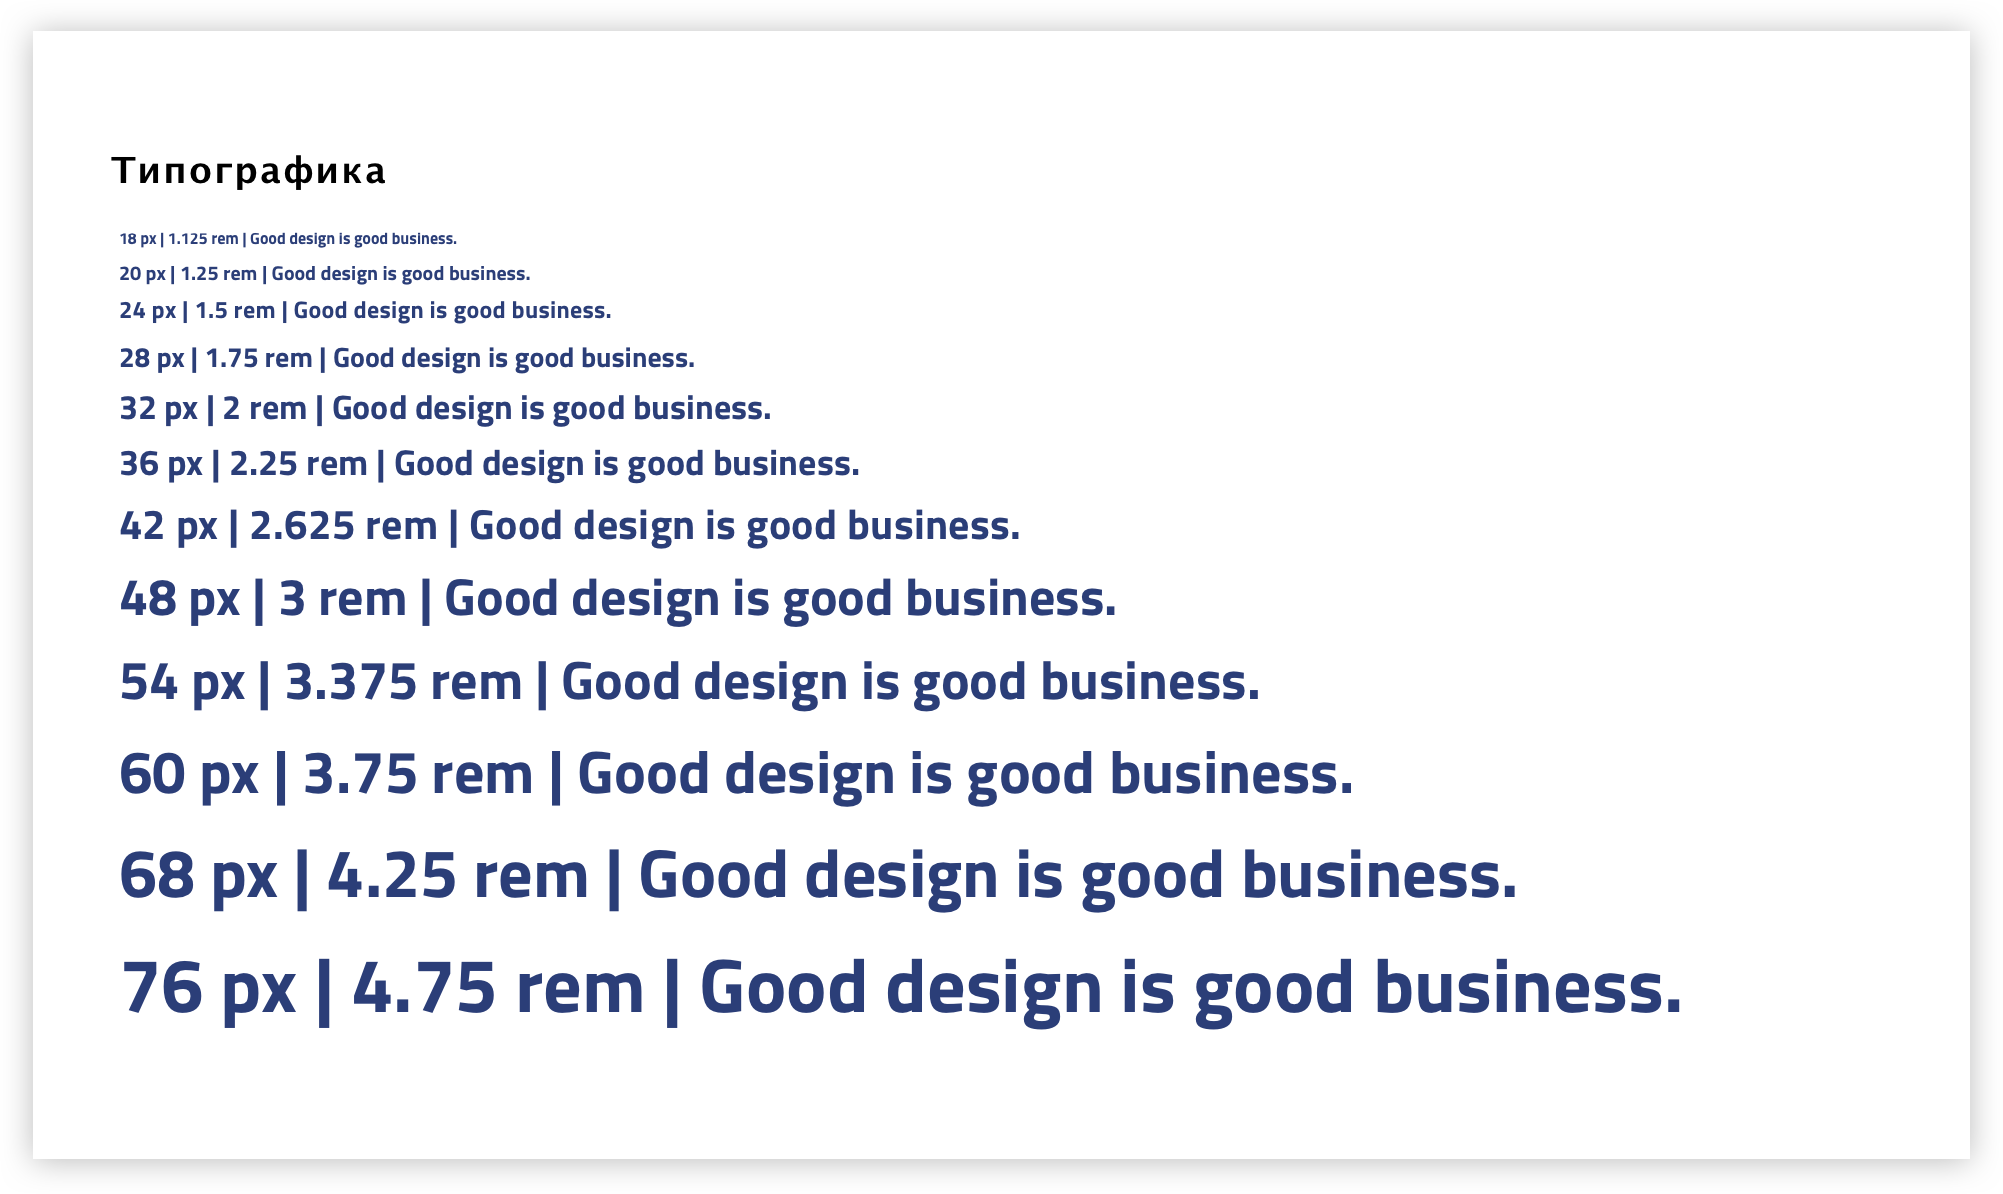 Типографика
18 px | 1.125 rem | Good design is good business.
20 px | 1.25 rem | Good design is good business.
24 px | 1.5 rem | Good design is good business.
28 px | 1.75 rem | Good design is good business.
32 px | 2 rem | Good design is good business.
36 px | 2.25 rem | Good design is good business.
42 px | 2.625 rem | Good design is good business.
48 px | 3 rem | Good design is good business.
54 px | 3.375 rem | Good design is good business.
60 px | 3.75 rem | Good design is good business.
68 px | 4.25 rem | Good design is good business.
76 px | 4.75 rem | Good design is good business.